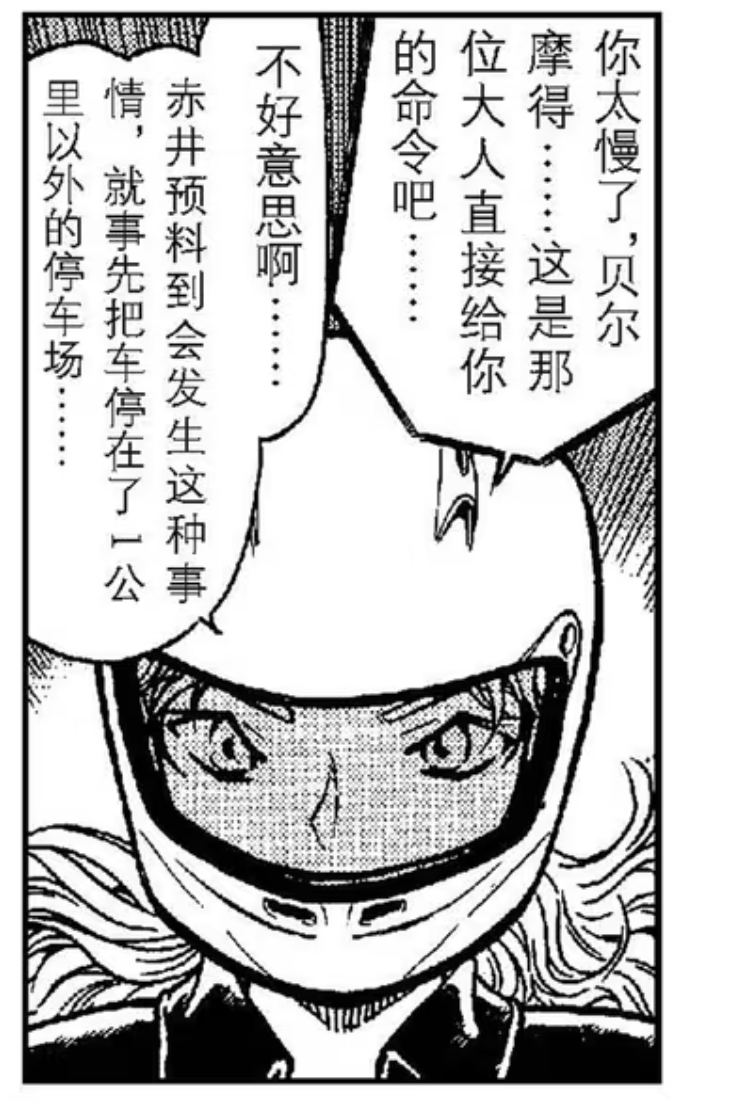 你太慢了，贝尔
摩得……这是那
位大人直接给你
的命令吧……
不好意思啊……
赤井预料到会发生这种事
情，就事先把车停在了1公
里以外的停车场……